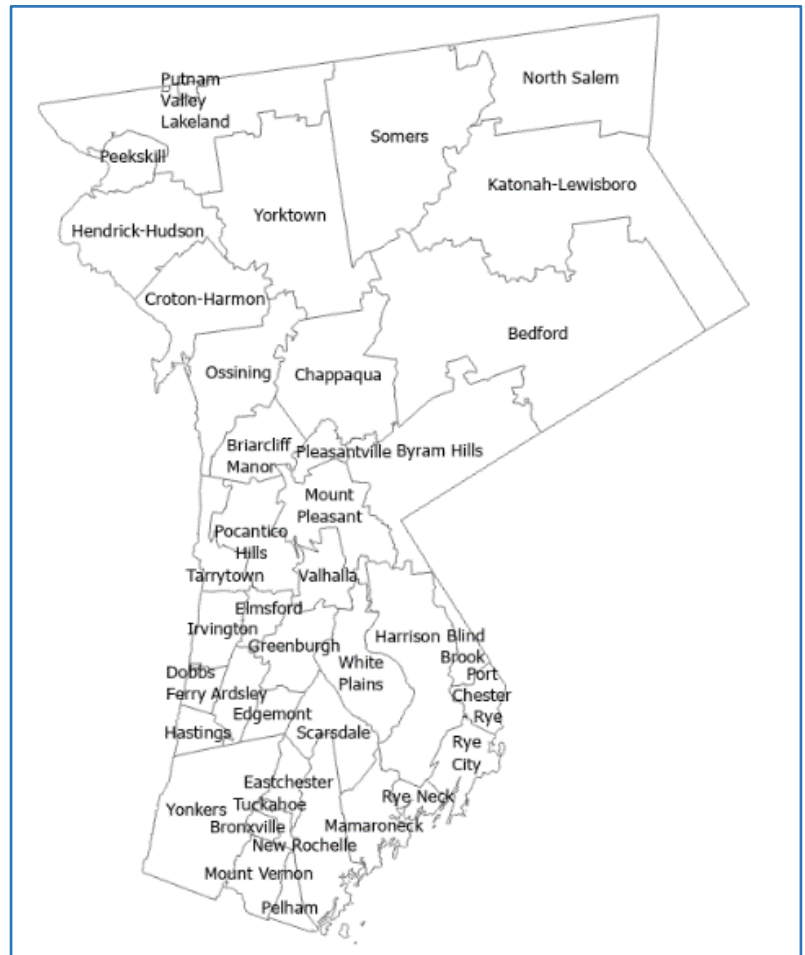 Putnam
Valley
Lakeland
North Salem
Somers
Peekskill
Katonah-Lewisboro
Yorktown
Hendrick-Hudson
Croton-Harmon
Bedford
Ossining
Chappaqua
Briarcliff
Manor
Pleasantville
Byram Hills
Mount
Pleasant
Pocantico
Hills
Tarrytown
Valhalla
Elmsford
Irvington
Greenburgh
Harrison
Blind
Brook
White
Plains
Port
Chester
Dobbs
Ferry
Ardsley
Edgemont
Rye
Hastings
Scarsdale
Rye
City
Eastchester
Rye Neck
Yonkers
Tuckahoe
Bronxville
Mamaroneck
New Rochelle
Mount Vernon
Pelham